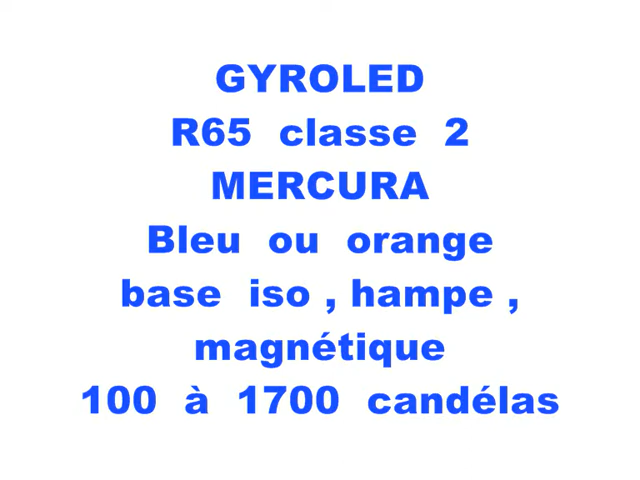 GYROLED
R65 classe 2
MERCURA
Bleu ou orange
base iso , hampe ,
magnétique
100 à 1700 candélas